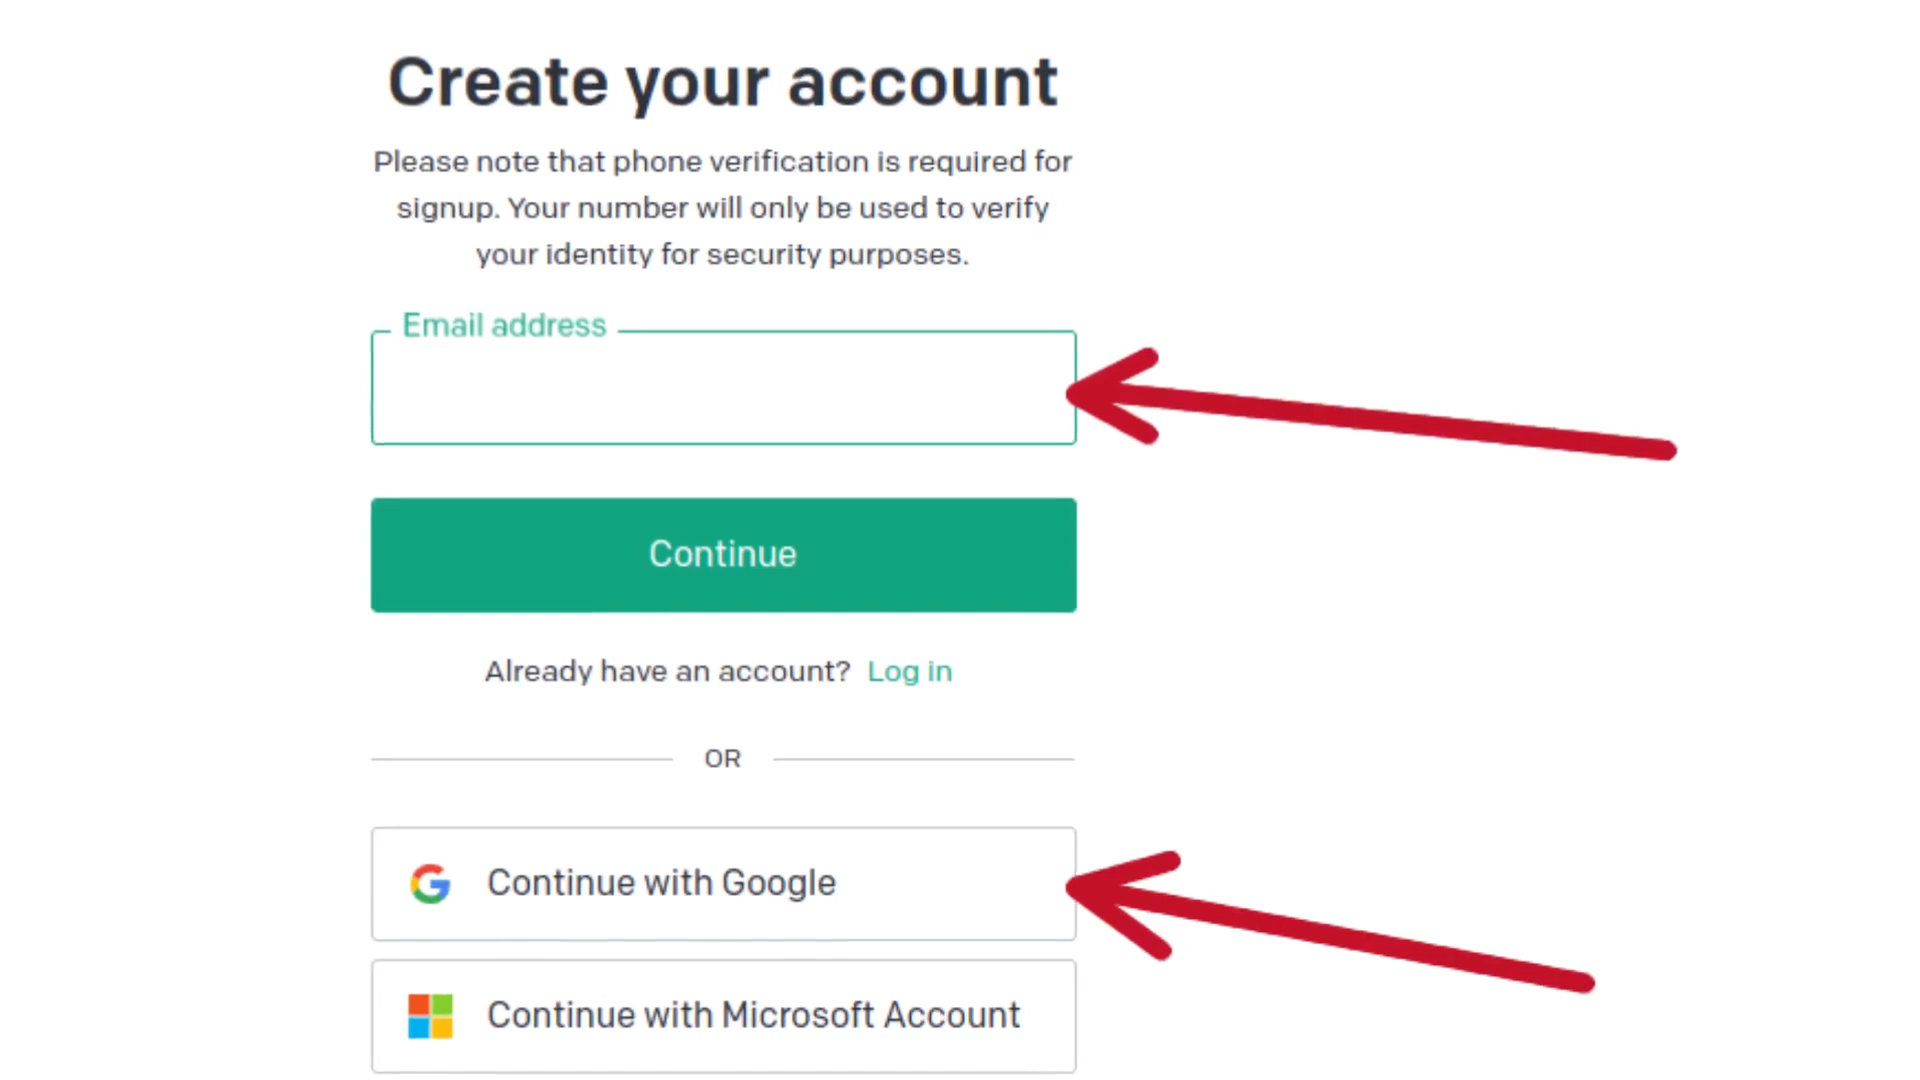 Create your account
Please note that phone verification is required for
signup. Your number will only be used to verify
your identity for security purposes.
Email address
Continue
Already have an account? Log in
OR
Continue with Google
Continue with Microsoft Account